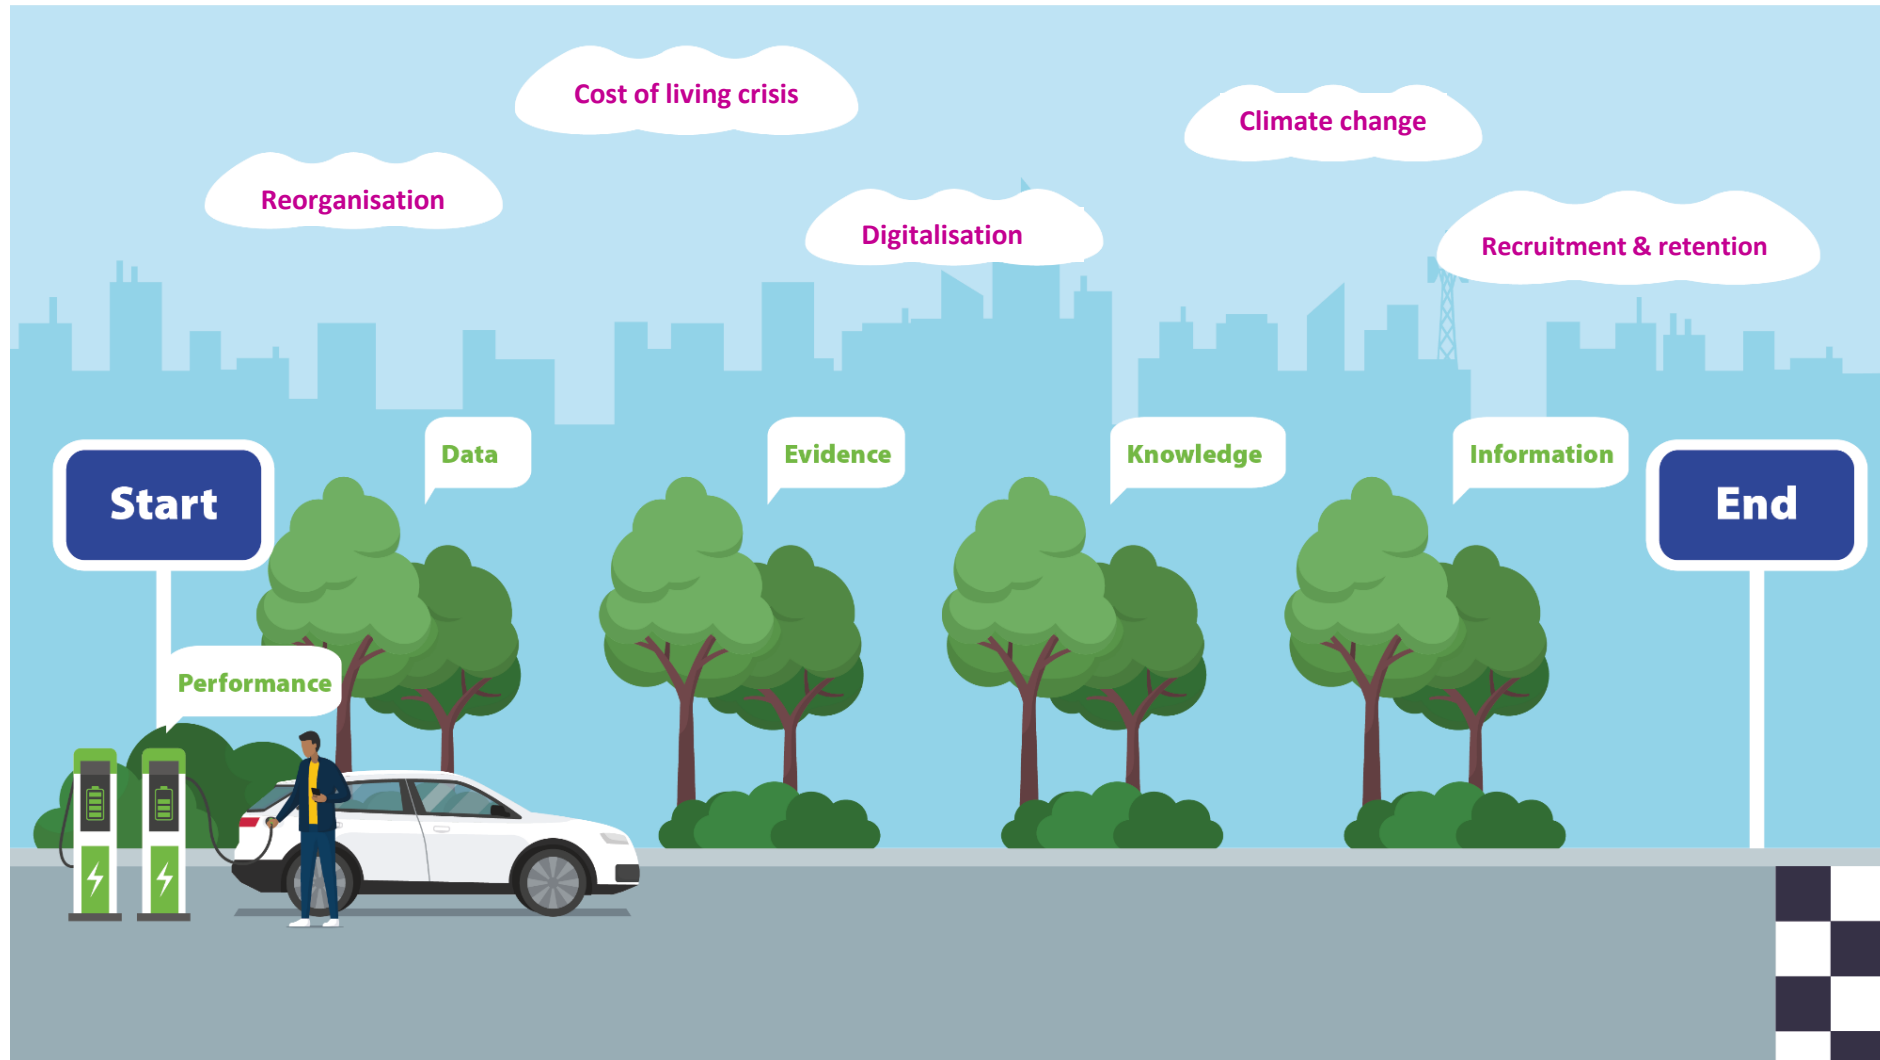 Cost of living crisis
Climate change
Reorganisation
Digitalisation
Recruitment & retention
Data
Evidence
Knowledge
Information
Start
End
Performance